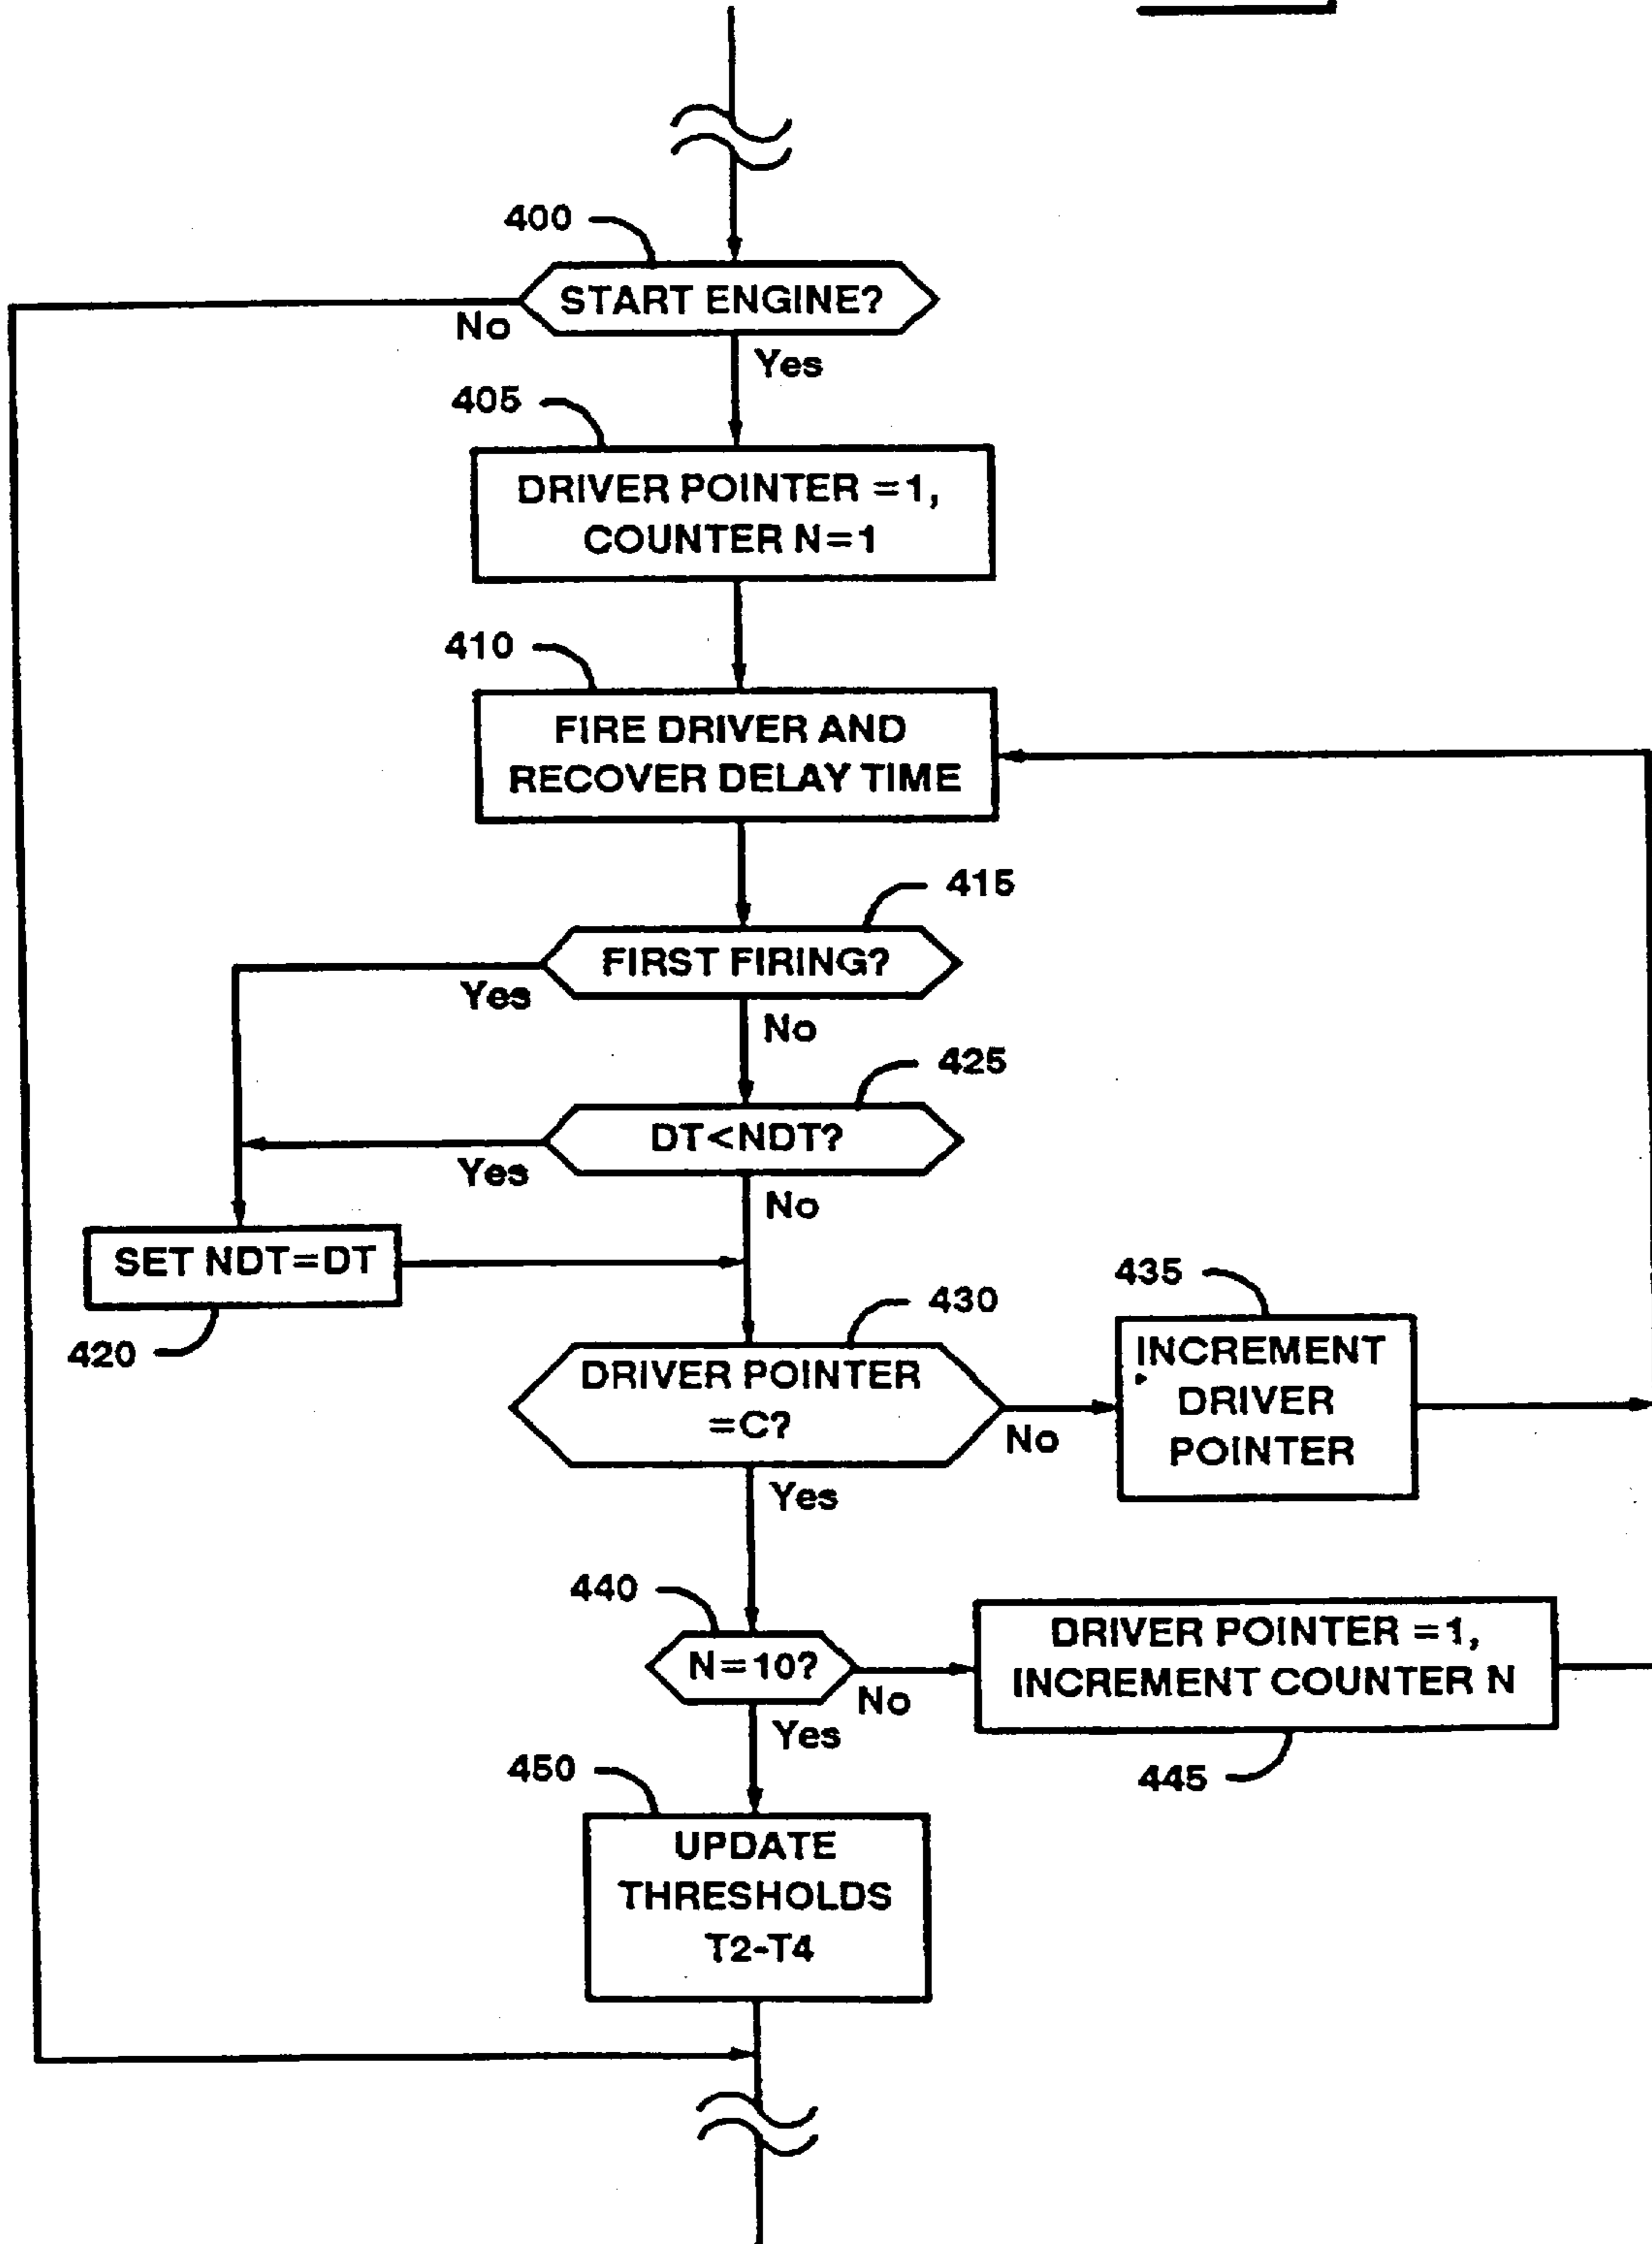 400
START ENGINE?
No
Yes
405
DRIVER POINTER =1,
COUNTER N=1
410
FIRE DRIVER AND
RECOVER DELAY TIME
415
FIRST FIRING?
Yes
No
425
DT<NDT?
Yes
No
SET NDT=DT
420
430
DRIVER POINTER
=C?
No
Yes
435
INCREMENT
DRIVER
POINTER
440
N=10?
No
Yes
DRIVER POINTER =1,
INCREMENT COUNTER N
445
450
UPDATE
THRESHOLDS
T2-T4